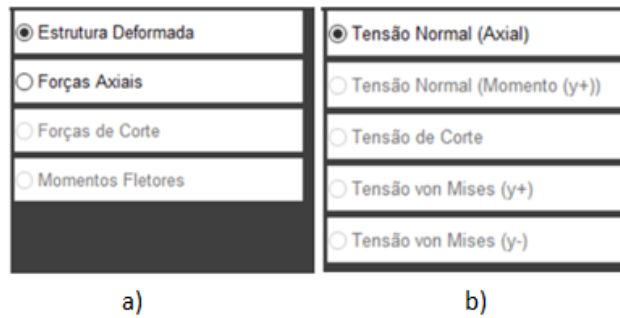 Estrutura Deformada
Forças Axiais
Forças de Corte
Momentos Fletores
a)
Tensão Normal (Axial)
Tensão Normal (Momento (y+))
Tensão de Corte
Tensão von Mises (y+)
Tensão von Mises (y-)
b)